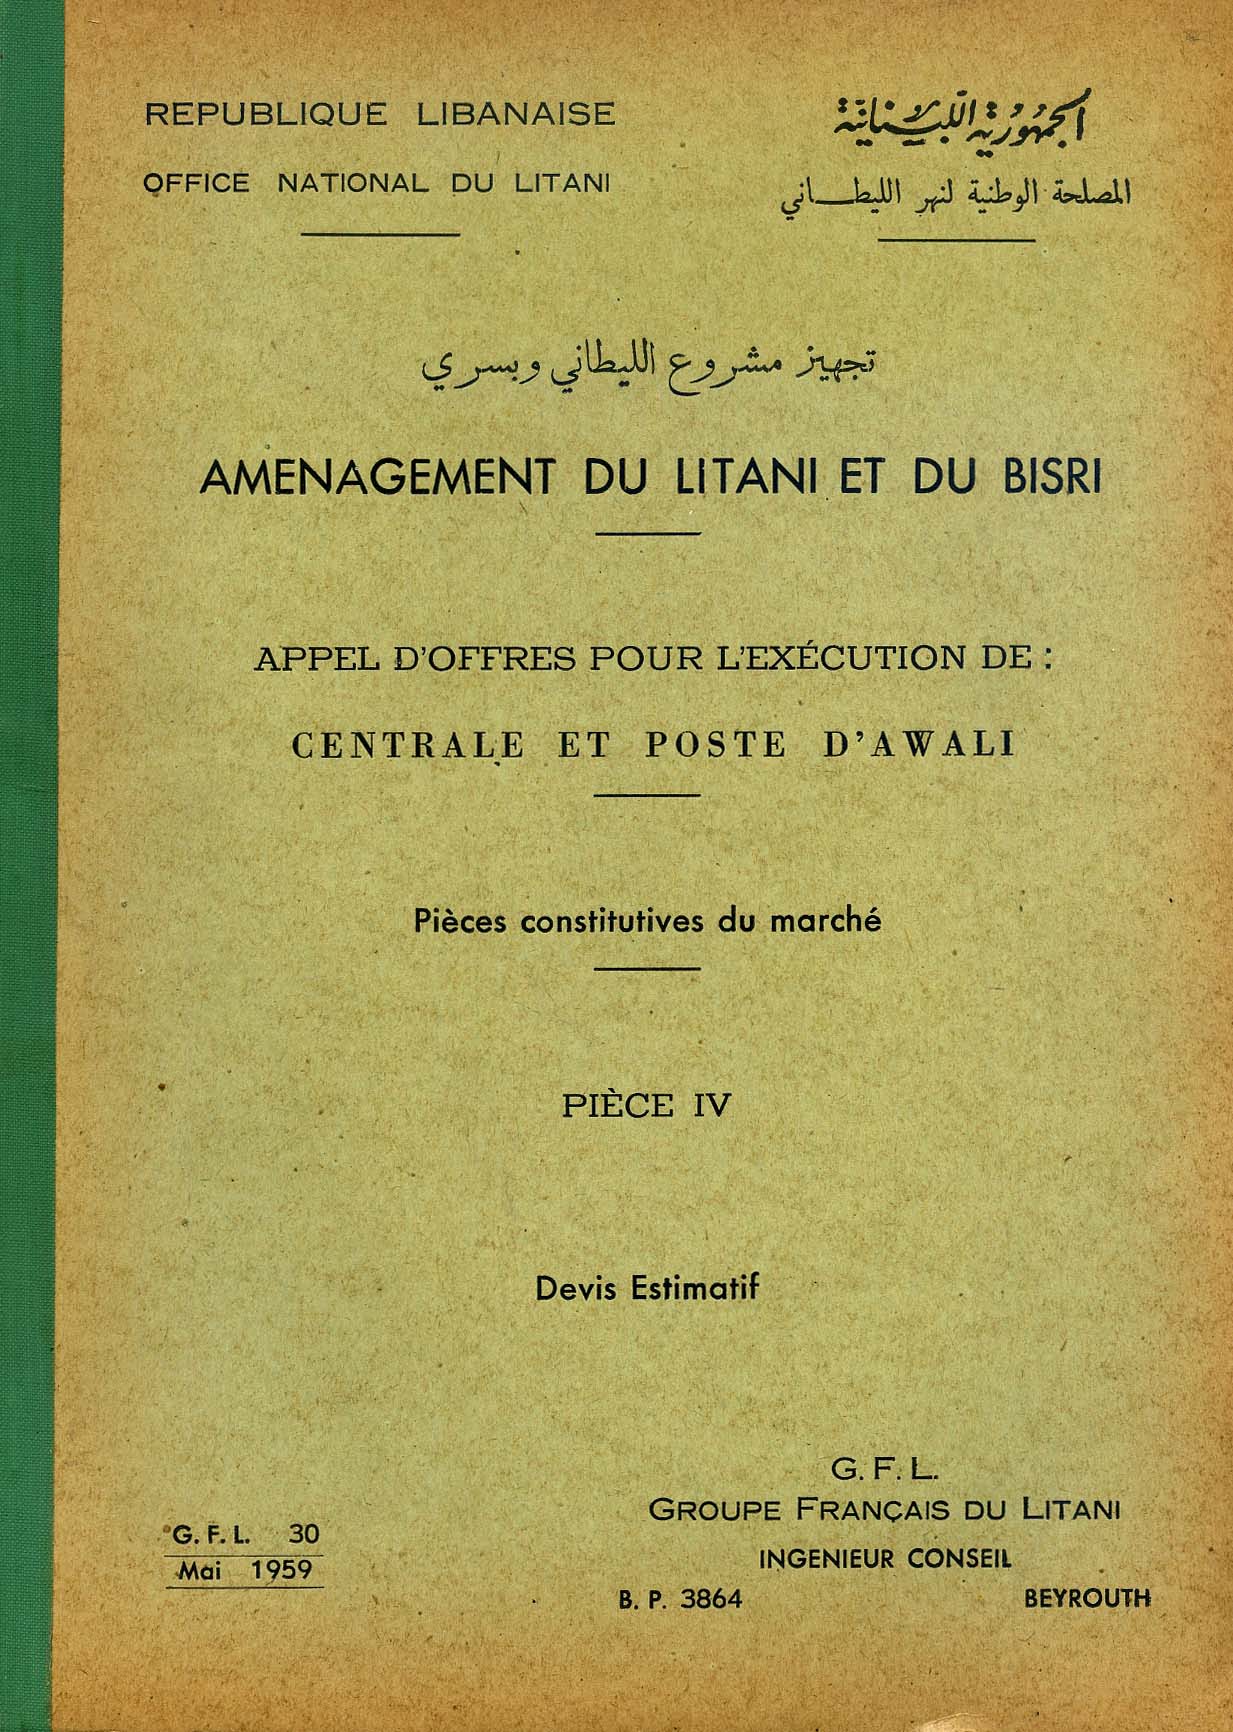 REPUBLIQUE LIBANAISE
OFFICE NATIONAL DU LITANI
الجمهورية اللبنانية
المصلحة الوطنية لنهر الليطاني
تجهيز مشروع الليطاني وبسري
AMENAGEMENT DU LITANI ET DU BISRI
APPEL D'OFFRES POUR L'EXÉCUTION DE :
CENTRALE ET POSTE D'AWALI
Pièces constitutives du marché
PIÈCE IV
Devis Estimatif
G. F. L. 30
Mai 1959
G. F. L.
GROUPE FRANÇAIS DU LITANI
INGENIEUR CONSEIL
B. P. 3864 BEYROUTH